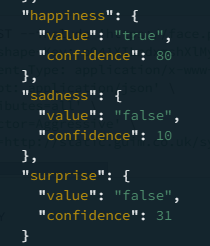 "happiness": {
"value": "true",
"confidence": 80
},
"sadness": {
"value": "false",
"confidence": 10
},
"surprise": {
"value": "false",
"confidence": 31
}